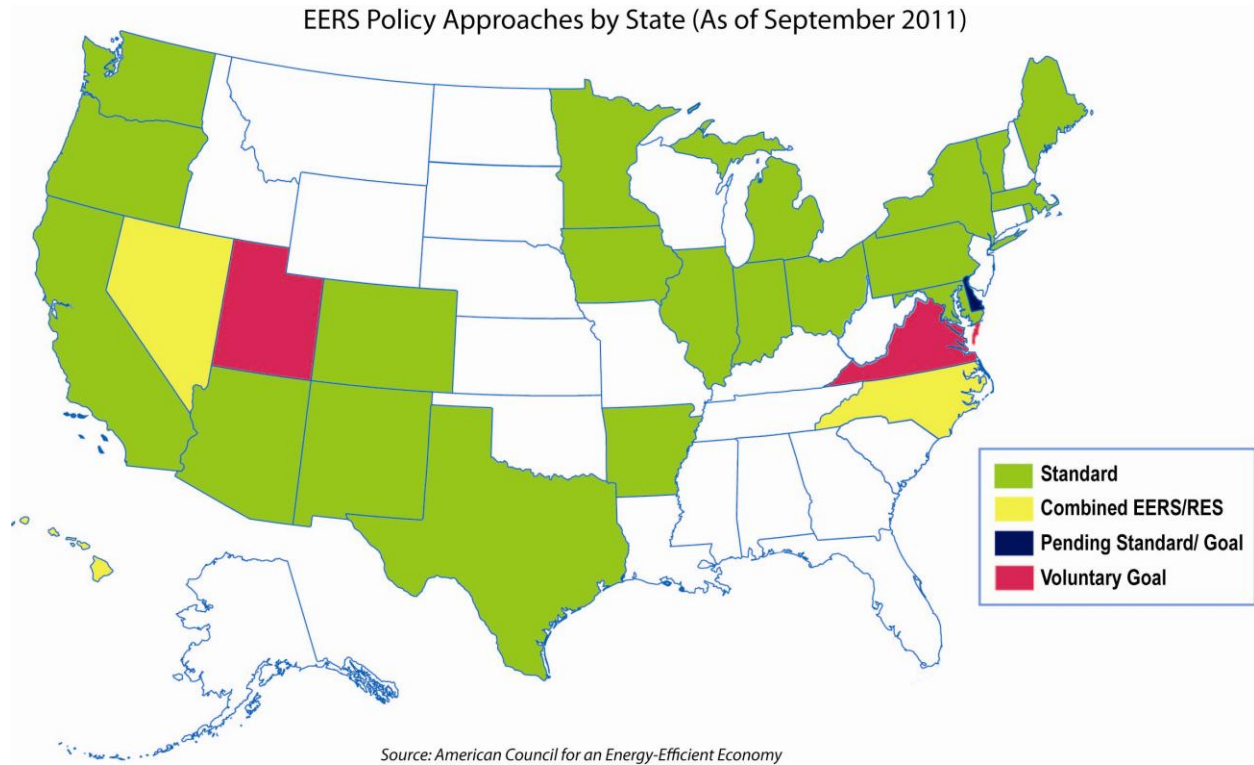 EERS Policy Approaches by State (As of September 2011)
Standard
Combined EERS/RES
Pending Standard/ Goal
Voluntary Goal
Source: American Council for an Energy-Efficient Economy